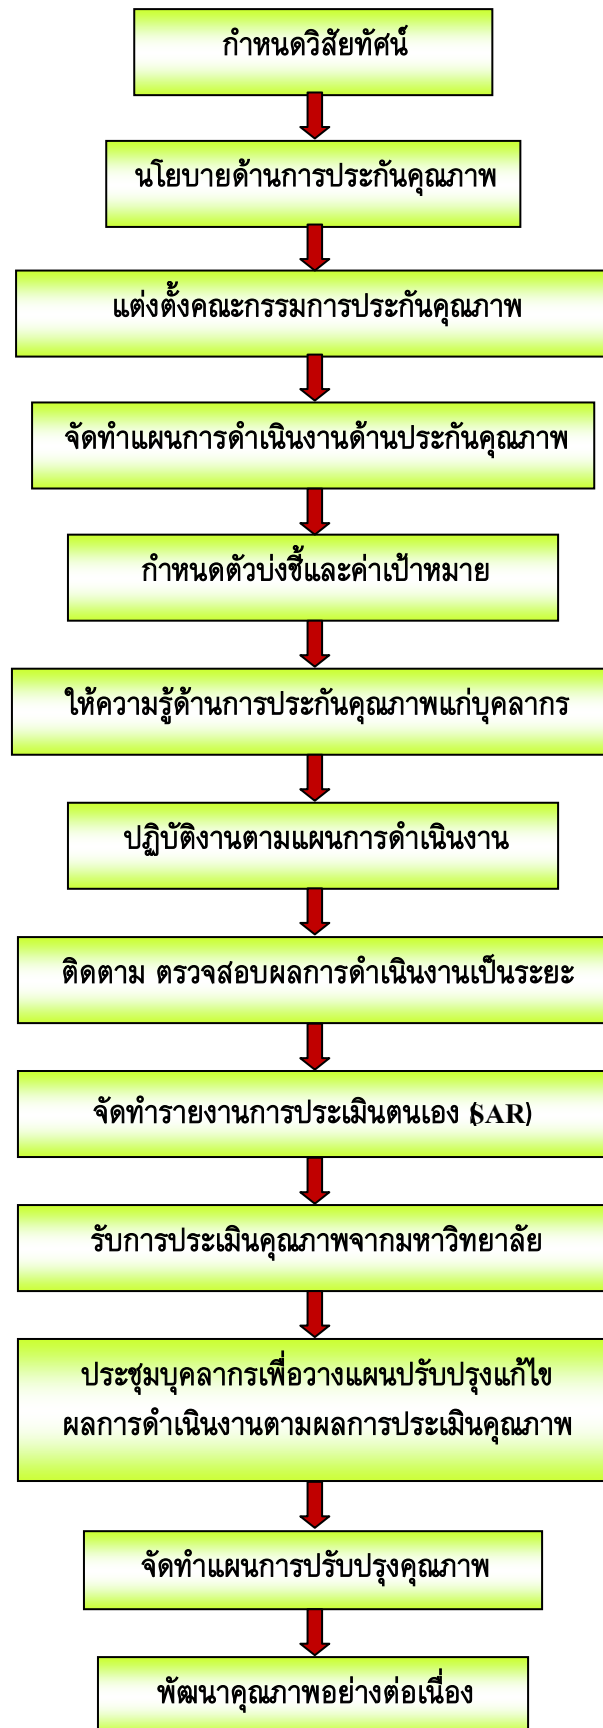 กำหนดวิสัยทัศน์
นโยบายด้านการประกันคุณภาพ
แต่งตั้งคณะกรรมการประกันคุณภาพ
จัดทำแผนการดำเนินงานด้านประกันคุณภาพ
กำหนดตัวบ่งชี้และค่าเป้าหมาย
ให้ความรู้ด้านการประกันคุณภาพแก่บุคลากร
ปฏิบัติงานตามแผนการดำเนินงาน
ติดตาม ตรวจสอบผลการดำเนินงานเป็นระยะ
จัดทำรายงานการประเมินตนเอง (SAR)
รับการประเมินคุณภาพจากมหาวิทยาลัย
ประชุมบุคลากรเพื่อวางแผนปรับปรุงแก้ไข
ผลการดำเนินงานตามผลการประเมินคุณภาพ
จัดทำแผนการปรับปรุงคุณภาพ
พัฒนาคุณภาพอย่างต่อเนื่อง